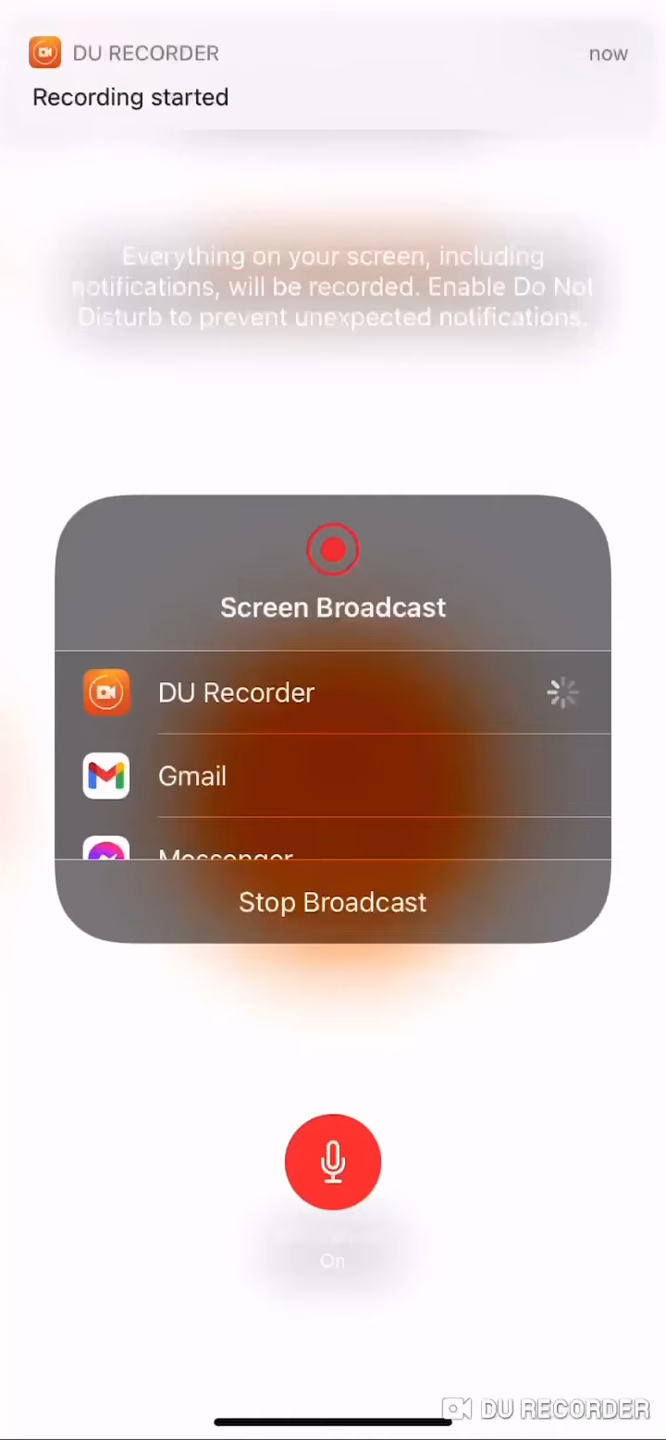 DU RECORDER
now
Recording started
Everything on your screen, including
notifications, will be recorded. Enable Do Not
Disturb to prevent unexpected notifications.
Screen Broadcast
DU Recorder
Gmail
Messenger
Stop Broadcast
On
DU RECORDER